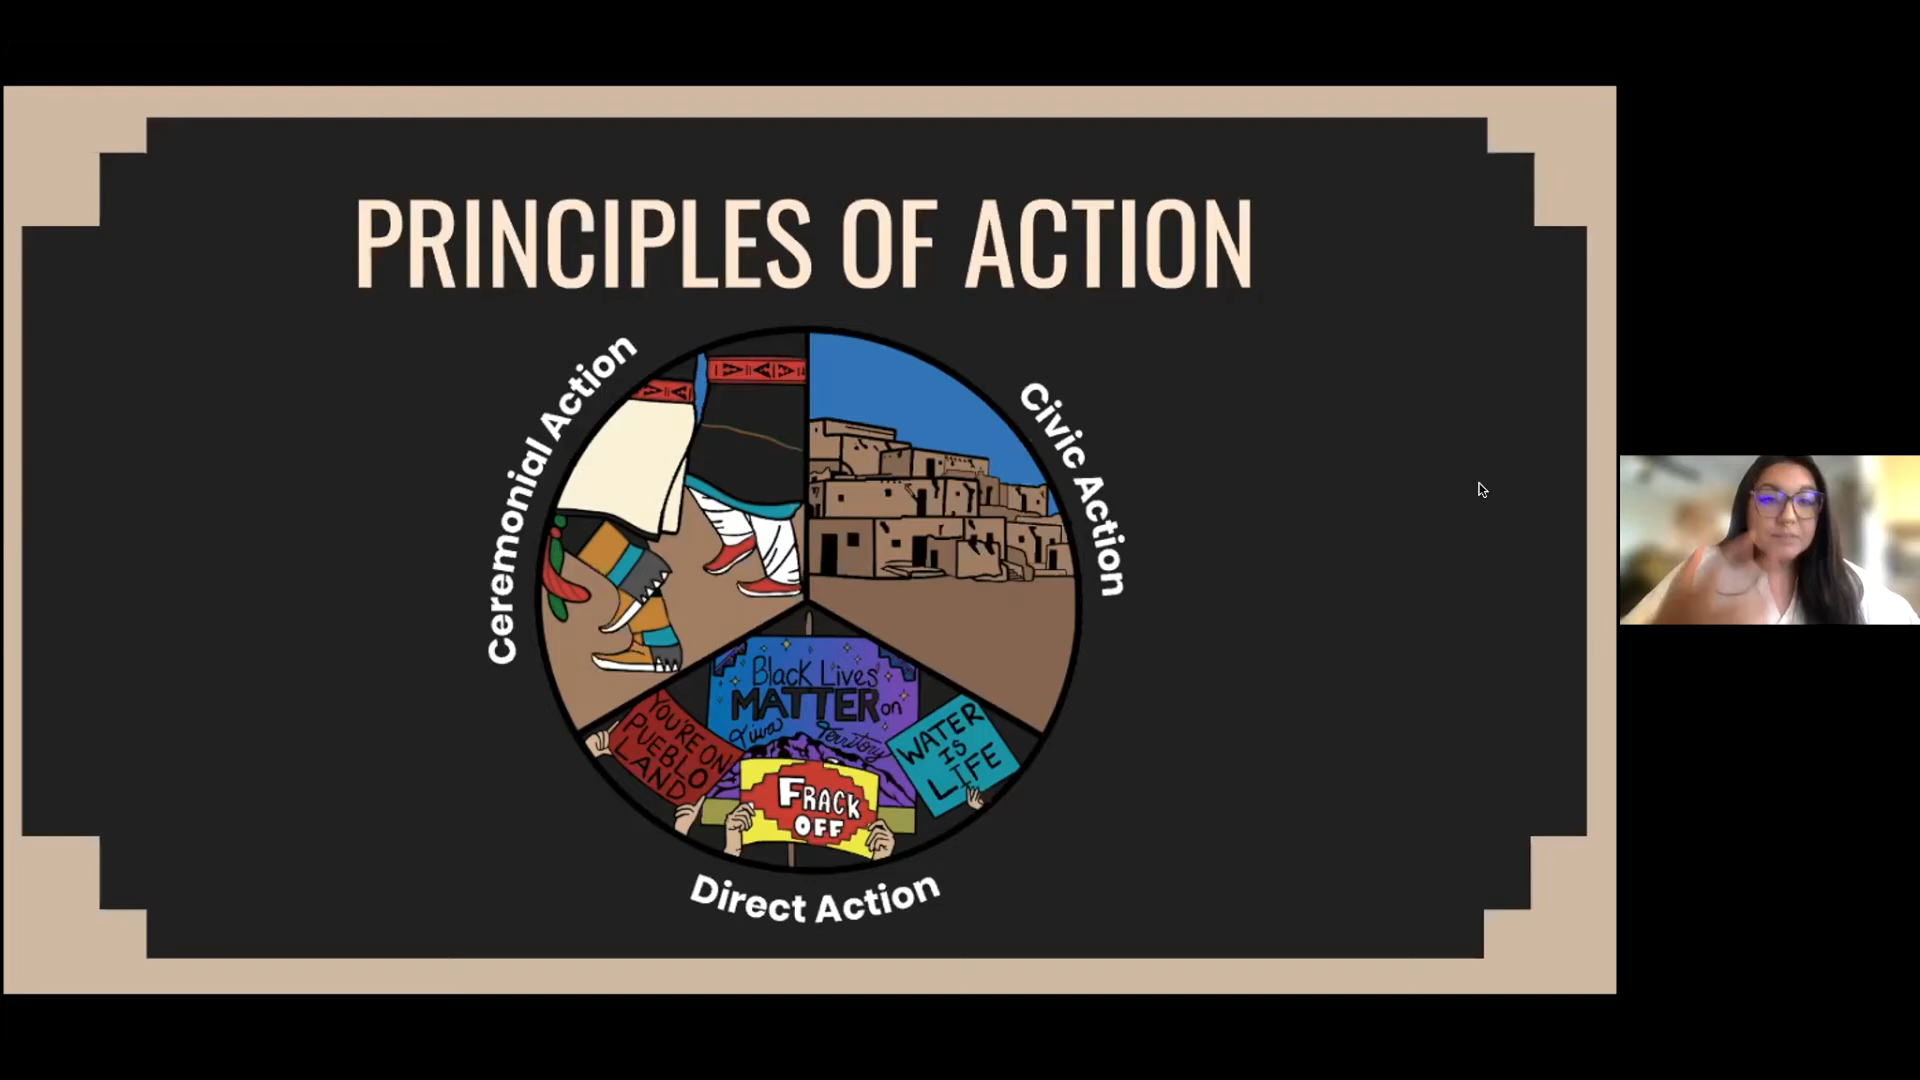 PRINCIPLES OF ACTION
Ceremonial Action
Civic Action
Black Lives
MATTER on
Tiwa Territory
YOU'RE ON
PUEBLO
LAND
WATER
IS
LIFE
FRACK
OFF
Direct Action